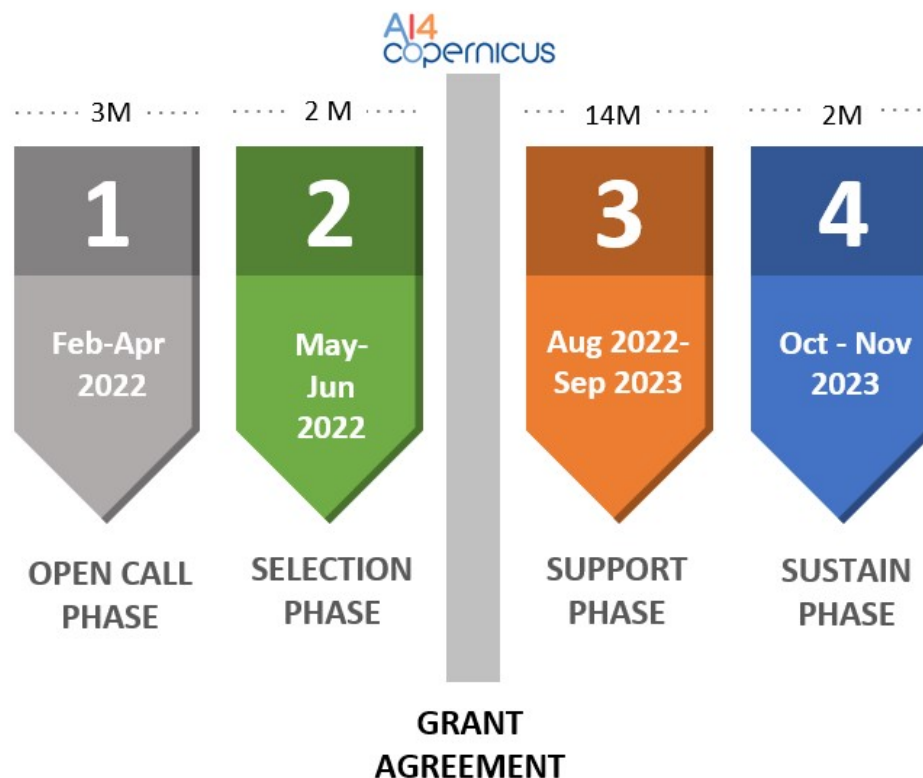 AI4
copernicus
3M
2 M
14M
2M
1
2
3
4
Feb-Apr
2022
May-
Jun
2022
Aug 2022-
Sep 2023
Oct - Nov
2023
OPEN CALL
PHASE
SELECTION
PHASE
SUPPORT
PHASE
SUSTAIN
PHASE
GRANT
AGREEMENT